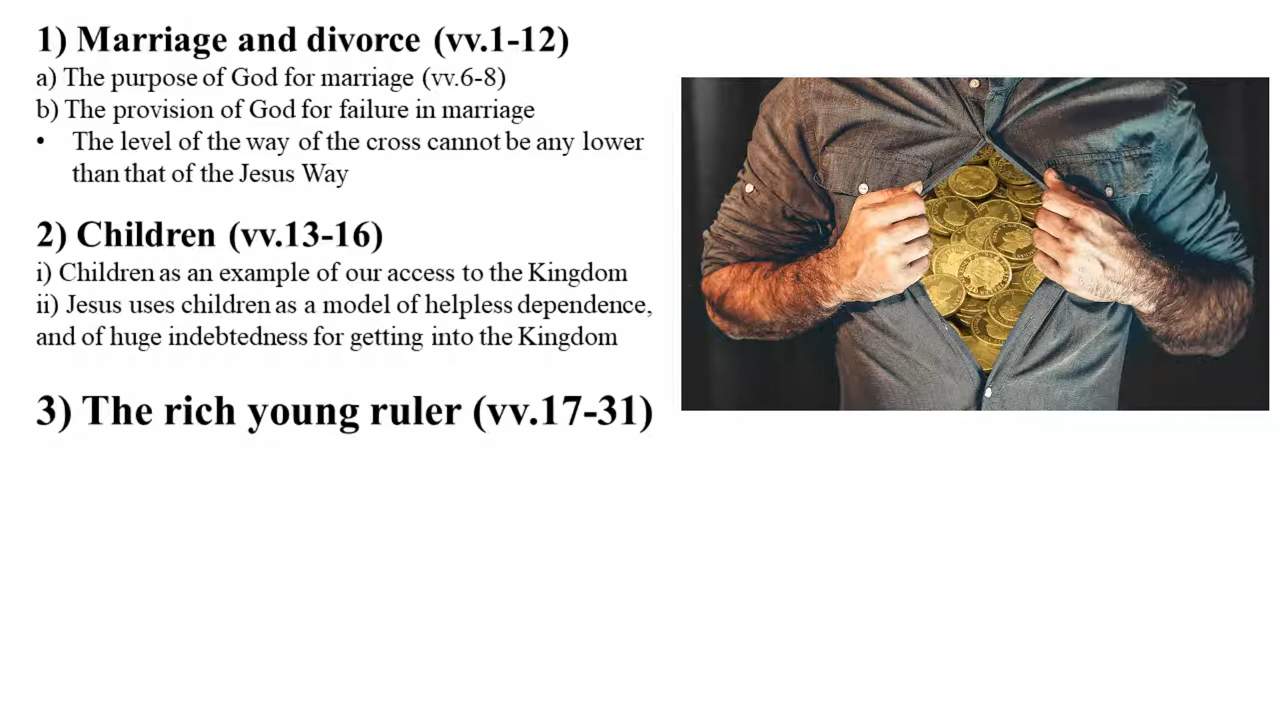 1) Marriage and divorce (vv.1-12)
a) The purpose of God for marriage (vv.6-8)
b) The provision of God for failure in marriage
• The level of the way of the cross cannot be any lower
than that of the Jesus Way
2) Children (vv.13-16)
i) Children as an example of our access to the Kingdom
ii) Jesus uses children as a model of helpless dependence,
and of huge indebtedness for getting into the Kingdom
3) The rich young ruler (vv.17-31)